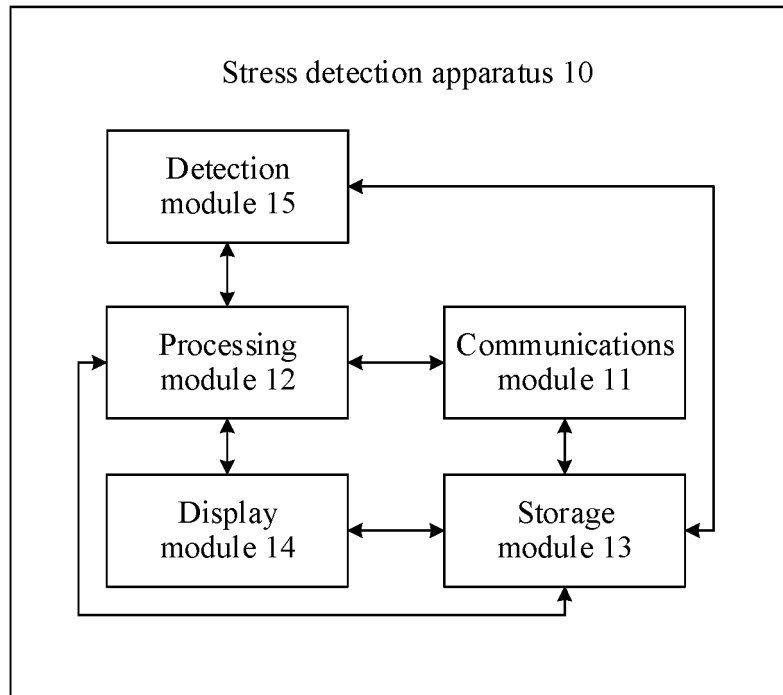 Stress detection apparatus 10
Detection
module 15
Processing
module 12
Communications
module 11
Display
module 14
Storage
module 13